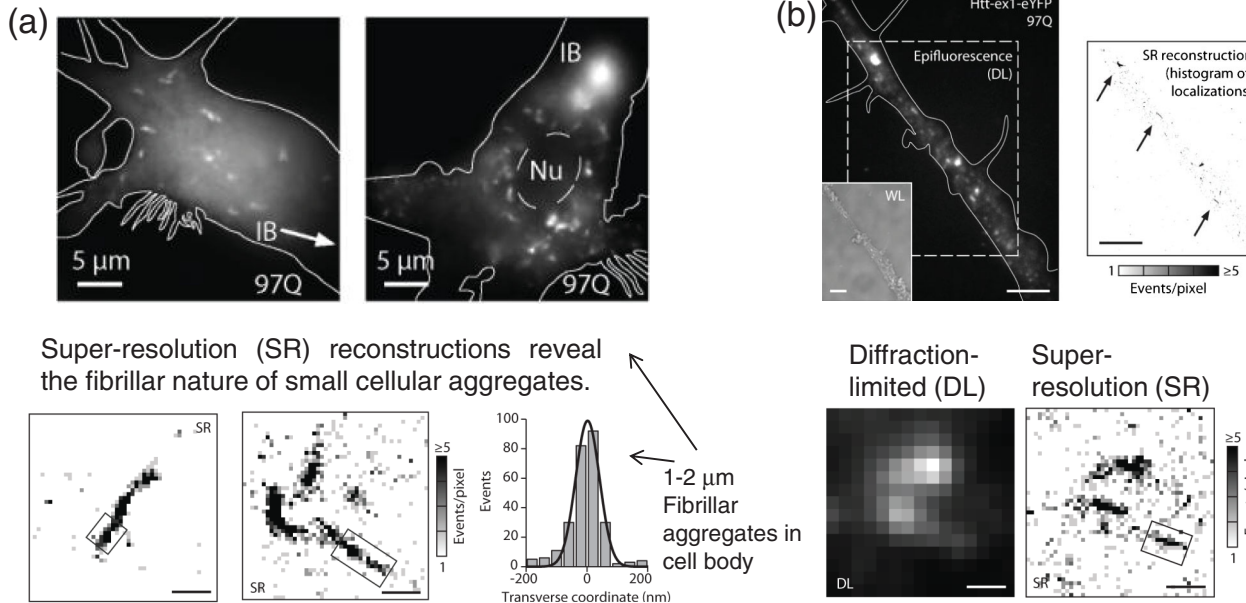 (a)
IB
5 μm
97Q
IB
Nu
5 μm
97Q
Super-resolution (SR) reconstructions reveal
the fibrillar nature of small cellular aggregates.
SR
SR
≥5
Events/pixel
1
100
80
60
40
20
0
Events
-200
0
200
Transverse coordinate (nm)
1-2 μm
Fibrillar
aggregates in
cell body
(b)
Htt-ex1-eYFP
97Q
Epifluorescence
(DL)
WL
SR reconstruction
(histogram of
localizations
1
≥5
Events/pixel
Diffraction-
limited (DL)
Super-
resolution (SR)
DL
SR
≥5
1